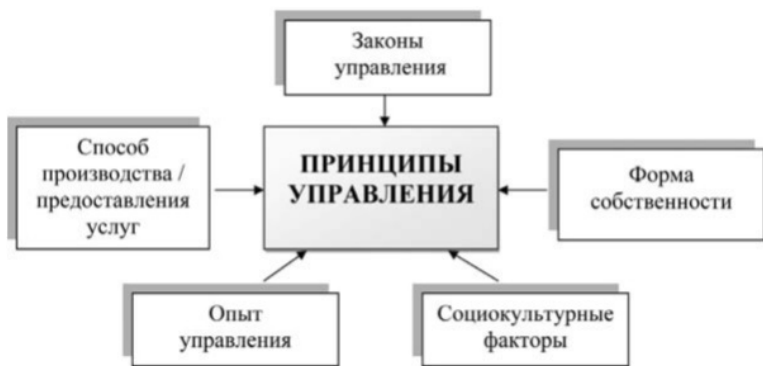 Законы
управления
Способ
производства /
предоставления
услуг
ПРИНЦИПЫ
УПРАВЛЕНИЯ
Форма
собственности
Опыт
управления
Социокультурные
факторы